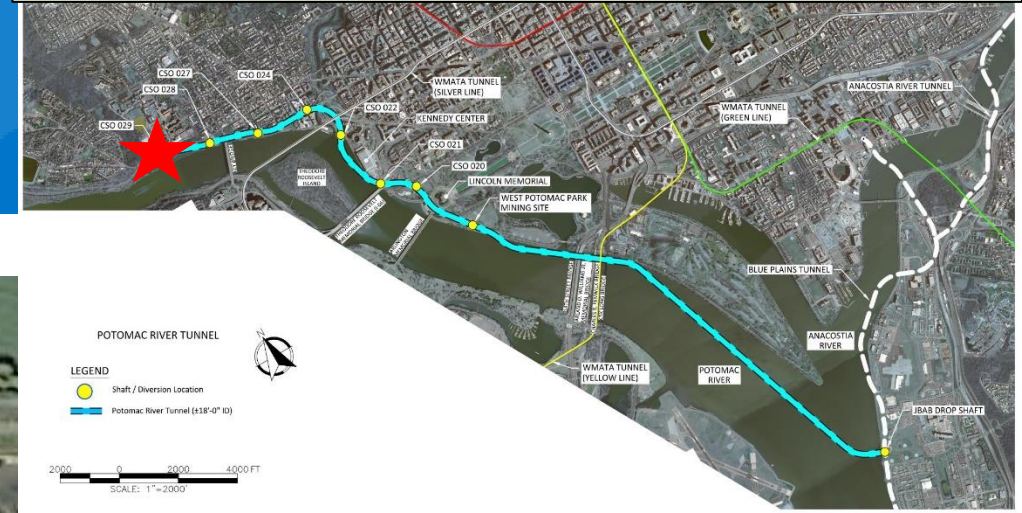 CSO 024
CSO 027
CSO 028
CSO 029
WMATA TUNNEL
(SILVER LINE)
CSO 022
KENNEDY CENTER
CSO 021
CSO 020
LINCOLN MEMORIAL
WEST POTOMAC PARK
MINING SITE
THEODORE
ROOSEVELT
ISLAND
WMATA TUNNEL
(GREEN LINE)
ANACOSTIA RIVER TUNNEL
BLUE PLAINS TUNNEL
ANACOSTIA
RIVER
WMATA TUNNEL
(YELLOW LINE)
POTOMAC
RIVER
JBAB DROP SHAFT
POTOMAC RIVER TUNNEL
N
LEGEND
Shaft / Diversion Location
Potomac River Tunnel (±18'-0" ID)
2000 0 2000 4000 FT
SCALE: 1"=2000'